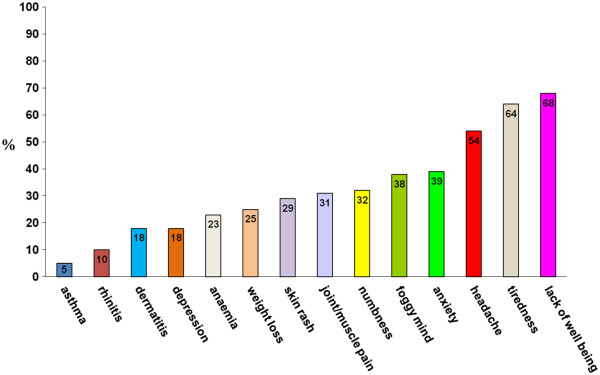 100
90
80
70
60
50
40
30
20
10
0
%
5
10
18
18
23
25
29
31
32
38
39
54
64
68
asthma
rhinitis
dermatitis
depression
anaemia
weight loss
skin rash
joint/muscle pain
numbness
foggy mind
anxiety
headache
tiredness
lack of well being